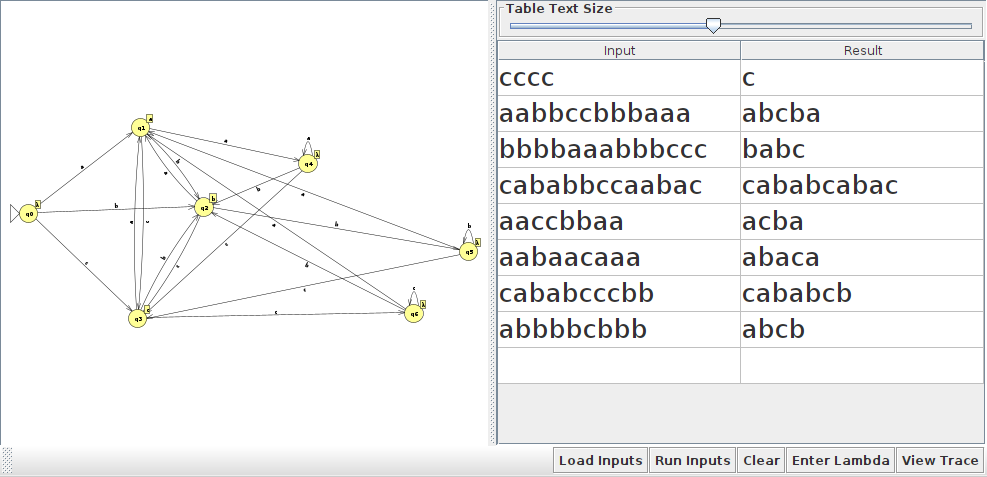 Table Text Size
Input Result
cccc c
aabbccbbbaaa abcba
bbbbaaabbbccc babc
cababbccaabac cababcabac
aaccbbaa acba
aabaacaaa abaca
cababcccbb cababcb
abbbbcbbb abcb
q1
q4
q2
q0
b
q5
q3
q6
Load Inputs Run Inputs Clear Enter Lambda View Trace